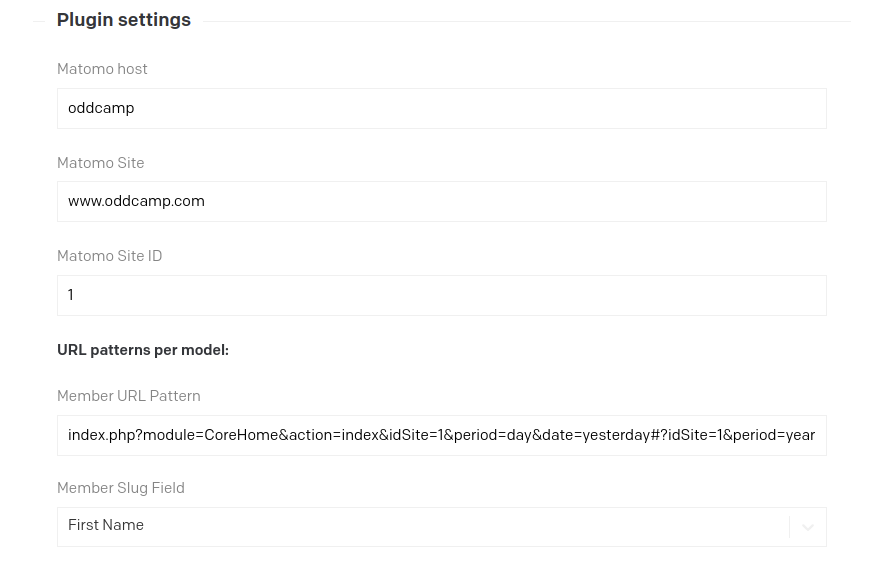 Plugin settings
Matomo host
oddcamp
Matomo Site
www.oddcamp.com
Matomo Site ID
1
URL patterns per model:
Member URL Pattern
index.php?module=CoreHome&action=index&idSite=1&period=day&date=yesterday#?idSite=1&period=year
Member Slug Field
First Name